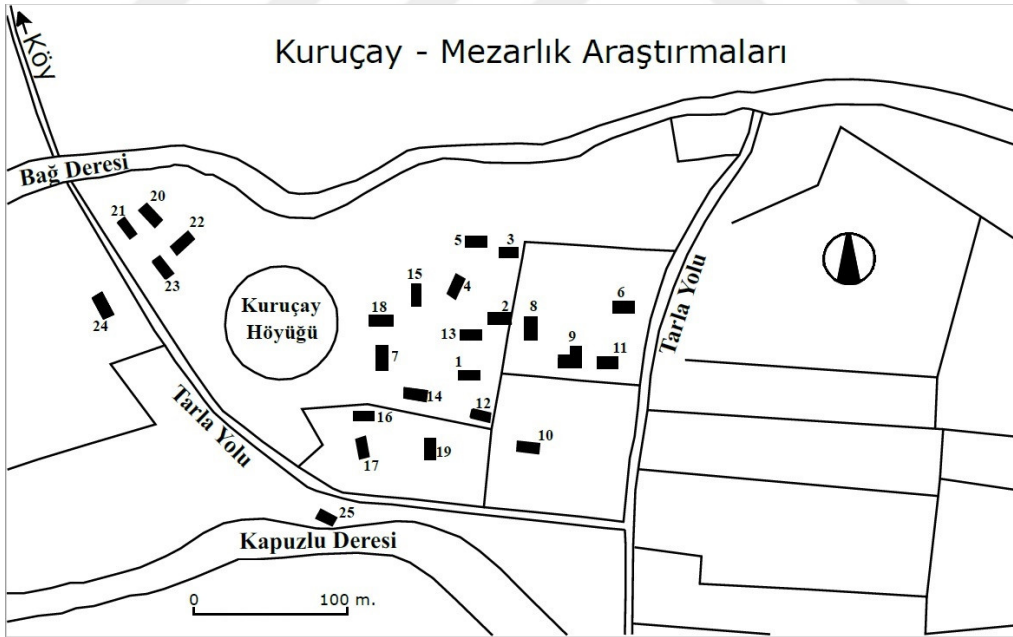 Kuruçay - Mezarlık Araştırmaları
Köy
Bağ Deresi
20
21
22
23
24
5
3
15
4
6
Kuruçay
Höyüğü
18
2
8
Tarla Yolu
13
9
7
11
1
14
12
Tarla Yolu
16
10
17
19
25
Kapuzlu Deresi
0 100 m.